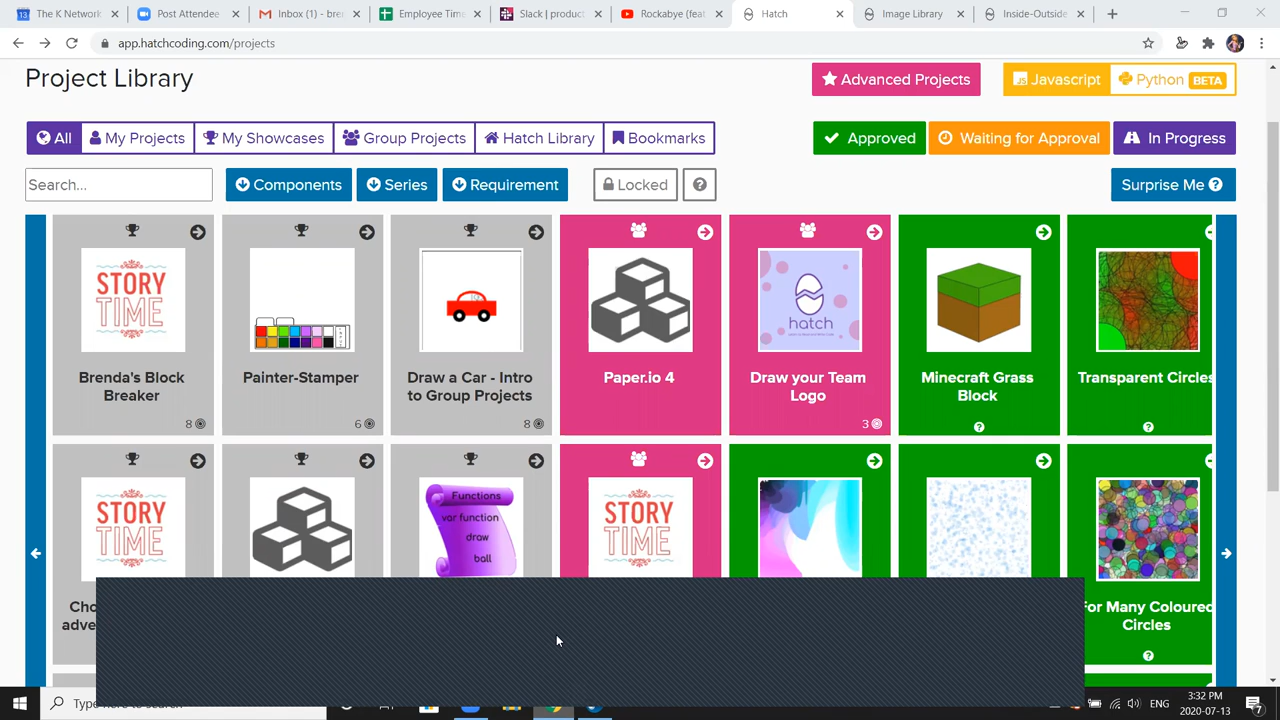 The K Network
Post Attendee
Inbox (1) - bre
Employee Tim
Slack | product
Rockabye (feat
Hatch
Image Library
Inside-Outside
app.hatchcoding.com/projects
Project Library
Advanced Projects
Javascript
Python BETA
All
My Projects
My Showcases
Group Projects
Hatch Library
Bookmarks
Approved
Waiting for Approval
In Progress
Search...
Components
Series
Requirement
Locked
Surprise Me
STORY
TIME
hatch
Brenda's Block
Breaker
8
Painter-Stamper
6
Draw a Car - Intro
to Group Projects
8
Paper.io 4
Draw your Team
Logo
3
Minecraft Grass
Block
Transparent Circles
STORY
TIME
Functions
var function
draw
ball
STORY
TIME
Cho
adve
For Many Coloured
Circles
Type here to search
ENG
3:32 PM
2020-07-13
7